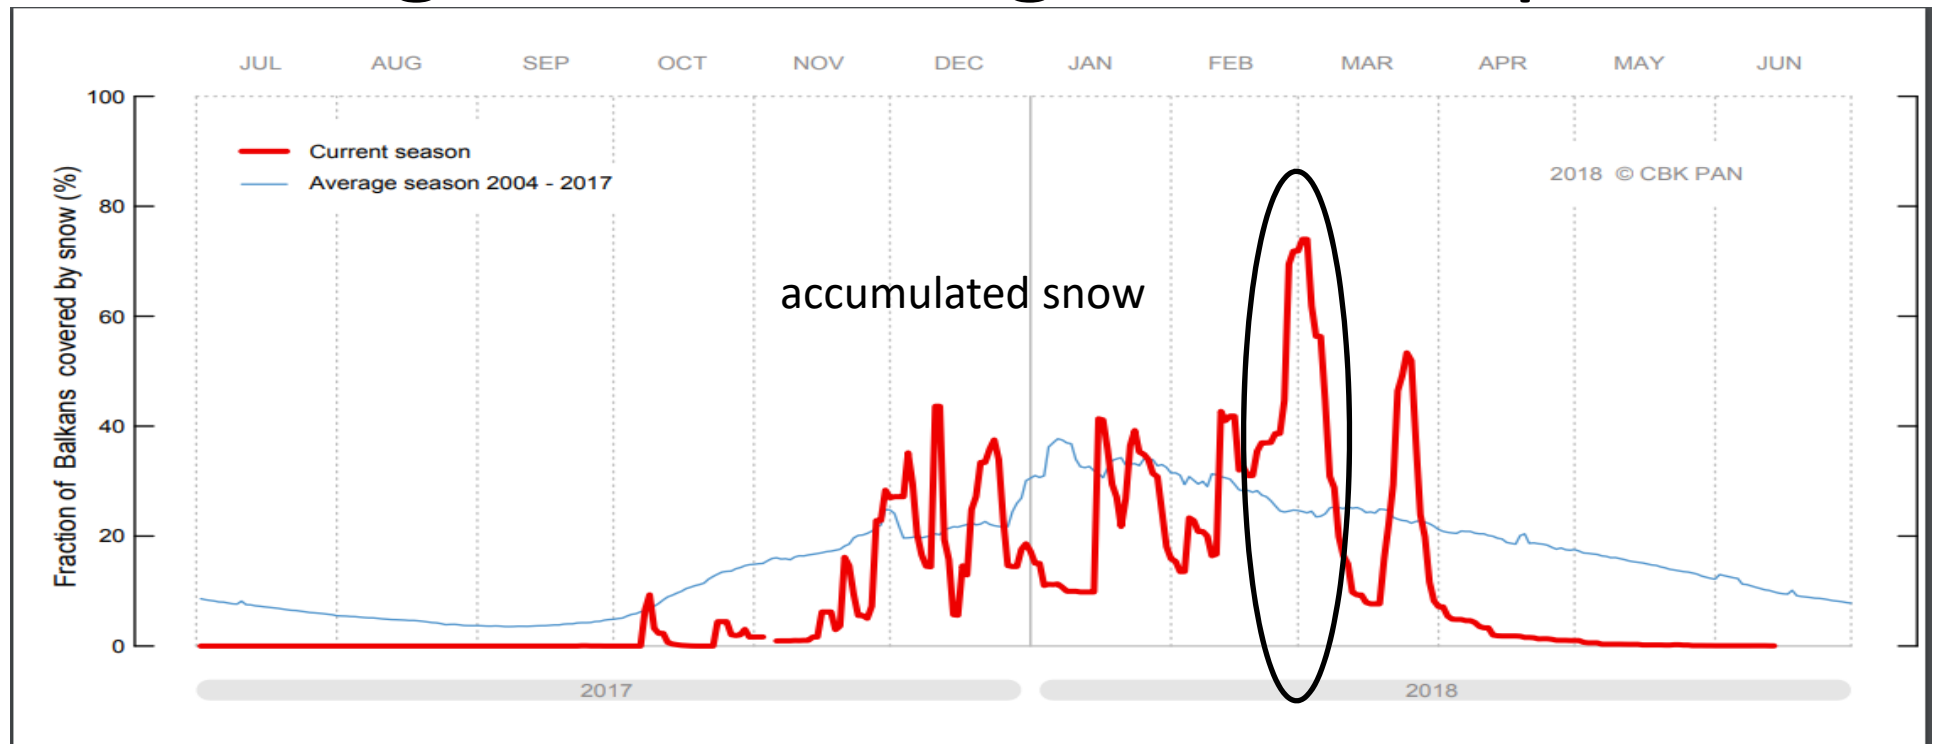 JUL AUG SEP OCT NOV DEC JAN FEB MAR APR MAY JUN
100
80
60
40
20
0
Fraction of Balkans covered by snow (%)
Current season
Average season 2004 - 2017
2018 © CBK PAN
accumulated snow
2017
2018